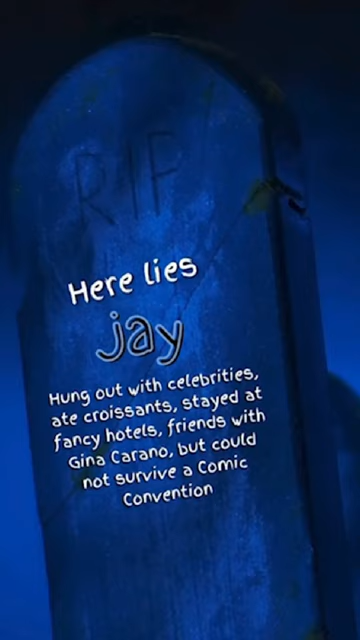 RIP
Here lies
jay
Hung out with celebrities,
ate croissants, stayed at
fancy hotels, friends with
Gina Carano, but could
not survive a Comic
Convention